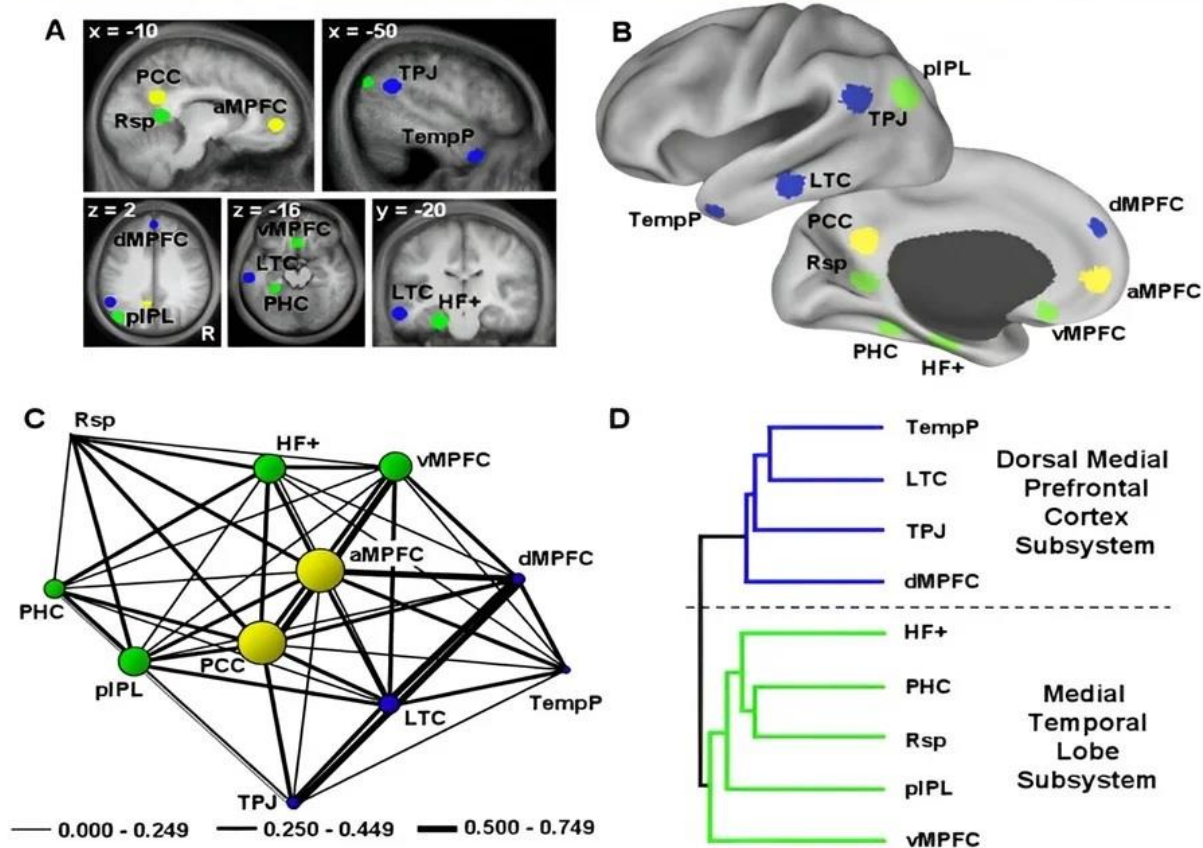 A
x = -10
PCC
Rsp
aMPFC
x = -50
TPJ
TempP
z = 2
dMPFC
pIPL
R
z = -16
vMPFC
LTC
PHC
y = -20
LTC
HF+
B
pIPL
TPJ
LTC
TempP
PCC
Rsp
dMPFC
aMPFC
vMPFC
PHC
HF+
C
Rsp
HF+
vMPFC
aMPFC
dMPFC
PHC
PCC
pIPL
TempP
LTC
TPJ
0.000 - 0.249
0.250 - 0.449
0.500 - 0.749
D
TempP
LTC
TPJ
dMPFC
Dorsal Medial
Prefrontal
Cortex
Subsystem
HF+
PHC
Rsp
pIPL
vMPFC
Medial
Temporal
Lobe
Subsystem